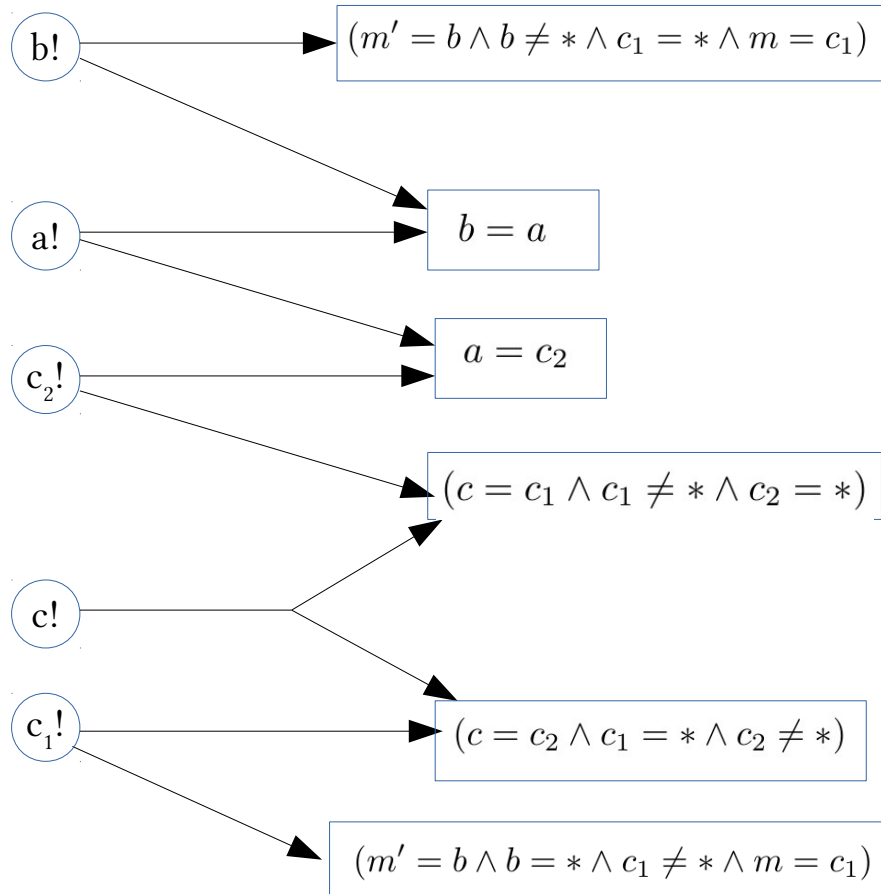 b!
(m′ = b ∧ b ≠ ∗ ∧ c₁ = ∗ ∧ m = c₁)
a!
b = a
a = c₂
c₂!
(c = c₁ ∧ c₁ ≠ ∗ ∧ c₂ = ∗)
c!
c₁!
(c = c₂ ∧ c₁ = ∗ ∧ c₂ ≠ ∗)
(m′ = b ∧ b = ∗ ∧ c₁ ≠ ∗ ∧ m = c₁)